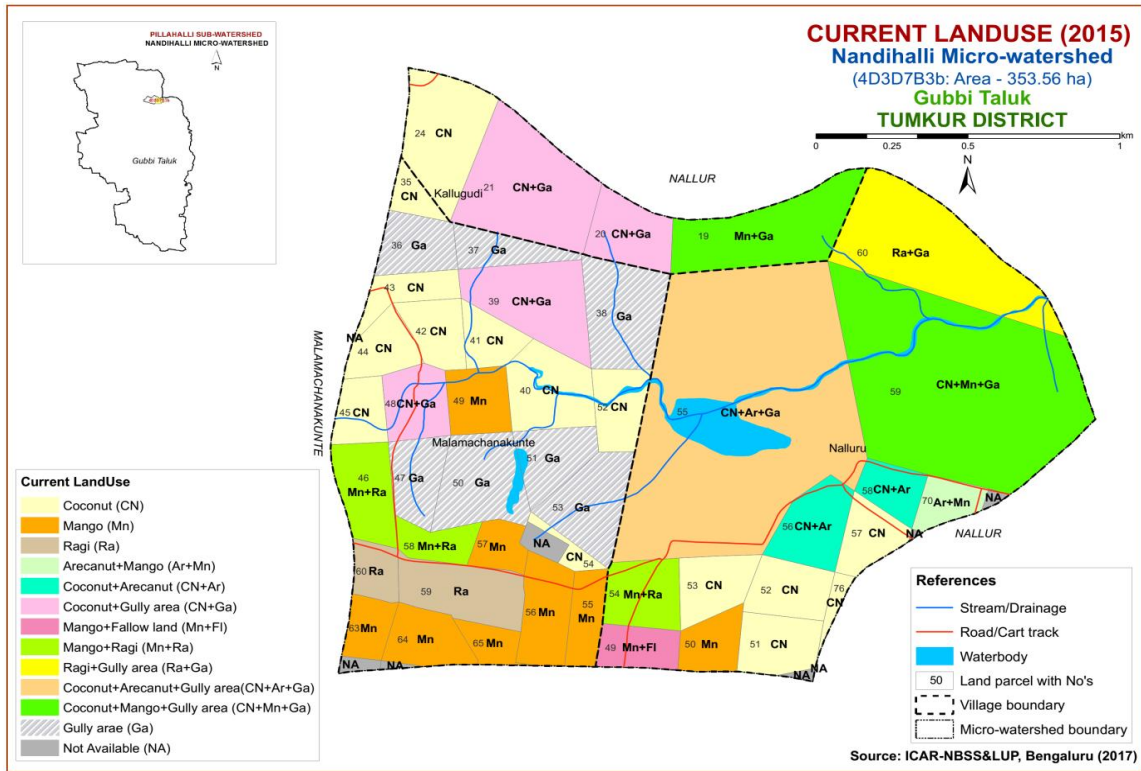 PILLAHALLI SUB-WATERSHED
NANDIHALLI MICRO-WATERSHED
N
Gubbi Taluk
CURRENT LANDUSE (2015)
Nandihalli Micro-watershed
(4D3D7B3b: Area - 353.56 ha)
Gubbi Taluk
TUMKUR DISTRICT
km
0 0.25 0.5 1
N
24 CN
35
CN
Kallugudi
21 CN+Ga
NALLUR
20 CN+Ga
19 Mn+Ga
60 Ra+Ga
36 Ga
37 Ga
43 CN
39 CN+Ga
38 Ga
NA
44 CN
42 CN
41 CN
MALAMACHANAKUNTE
45 CN
48 CN+Ga
49 Mn
40 CN
52 CN
55 CN+Ar+Ga
59 CN+Mn+Ga
Malamachanakunte
Nalluru
46
Mn+Ra
47 Ga
50 Ga
51 Ga
53 Ga
58 CN+Ar
70 Ar+Mn
NA
NALLUR
56 CN+Ar
57 CN
NA
58 Mn+Ra
57 Mn
NA
CN
54
60 Ra
59 Ra
56 Mn
55
Mn
54 Mn+Ra
53 CN
52 CN
76
CN
63 Mn
64 Mn
65 Mn
49 Mn+Fl
50 Mn
51 CN
NA
NA
NA
NA
Current LandUse
Coconut (CN)
Mango (Mn)
Ragi (Ra)
Arecanut+Mango (Ar+Mn)
Coconut+Arecanut (CN+Ar)
Coconut+Gully area (CN+Ga)
Mango+Fallow land (Mn+Fl)
Mango+Ragi (Mn+Ra)
Ragi+Gully area (Ra+Ga)
Coconut+Arecanut+Gully area(CN+Ar+Ga)
Coconut+Mango+Gully area (CN+Mn+Ga)
Gully arae (Ga)
Not Available (NA)
References
Stream/Drainage
Road/Cart track
Waterbody
50 Land parcel with No's
Village boundary
Micro-watershed boundary
Source: ICAR-NBSS&LUP, Bengaluru (2017)